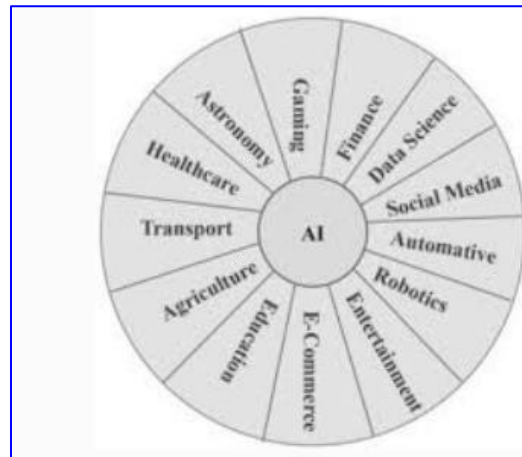 Gaming
Finance
Data Science
Social Media
Automative
Robotics
Entertainment
E-Commerce
Education
Agriculture
Transport
Healthcare
Astronomy
AI